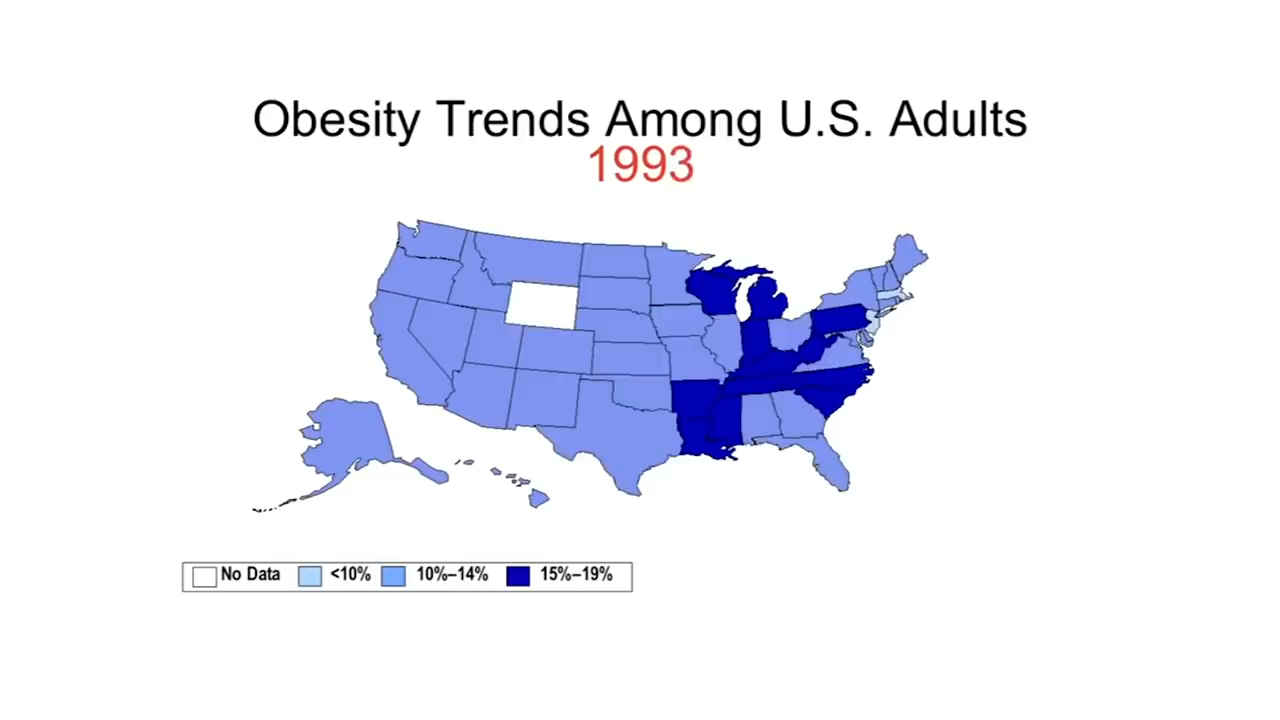 Obesity Trends Among U.S. Adults
1993
No Data <10% 10%–14% 15%–19%